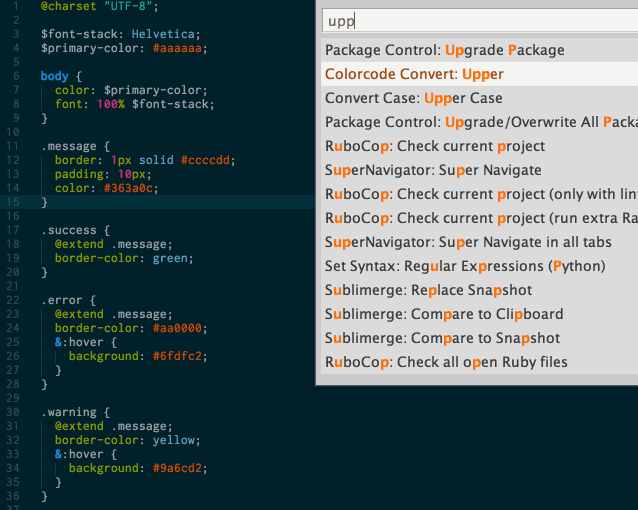 1 @charset "UTF-8";
2
3 $font-stack: Helvetica;
4 $primary-color: #aaaaaa;
5
6 body {
7 color: $primary-color;
8 font: 100% $font-stack;
9 }
10
11 .message {
12 border: 1px solid #ccccdd;
13 padding: 10px;
14 color: #363a0c;
15 }
16
17 .success {
18 @extend .message;
19 border-color: green;
20 }
21
22 .error {
23 @extend .message;
24 border-color: #aa0000;
25 &:hover {
26 background: #6fdfc2;
27 }
28 }
29
30 .warning {
31 @extend .message;
32 border-color: yellow;
33 &:hover {
34 background: #9a6cd2;
35 }
36 }
37
upp
Package Control: Upgrade Package
Colorcode Convert: Upper
Convert Case: Upper Case
Package Control: Upgrade/Overwrite All Packa
RuboCop: Check current project
SuperNavigator: Super Navigate
RuboCop: Check current project (only with lin
RuboCop: Check current project (run extra Ra
SuperNavigator: Super Navigate in all tabs
Set Syntax: Regular Expressions (Python)
Sublimerge: Replace Snapshot
Sublimerge: Compare to Clipboard
Sublimerge: Compare to Snapshot
RuboCop: Check all open Ruby files